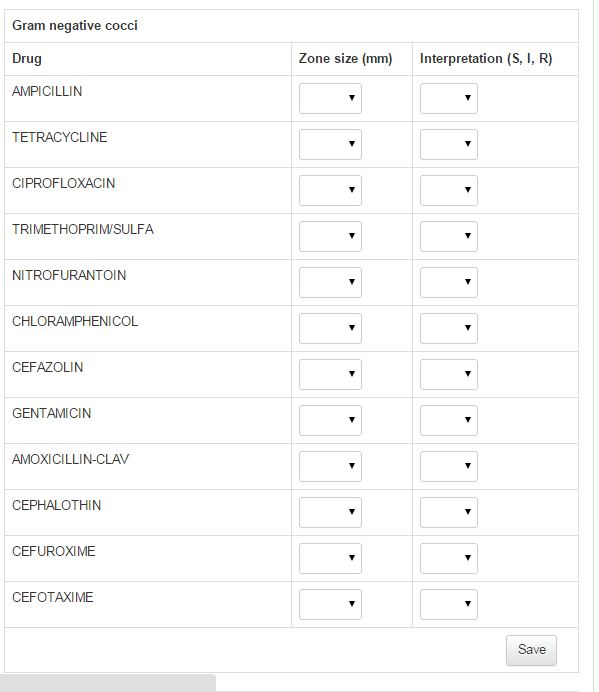 Gram negative cocci
Drug Zone size (mm) Interpretation (S, I, R)
AMPICILLIN
TETRACYCLINE
CIPROFLOXACIN
TRIMETHOPRIM/SULFA
NITROFURANTOIN
CHLORAMPHENICOL
CEFAZOLIN
GENTAMICIN
AMOXICILLIN-CLAV
CEPHALOTHIN
CEFUROXIME
CEFOTAXIME
Save